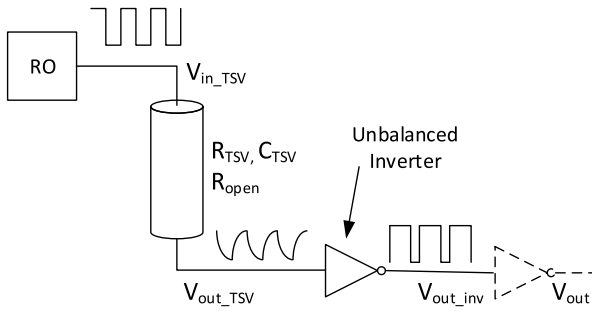 RO
V_in_TSV
R_TSV, C_TSV
R_open
Unbalanced
Inverter
V_out_TSV
V_out_inv
V_out